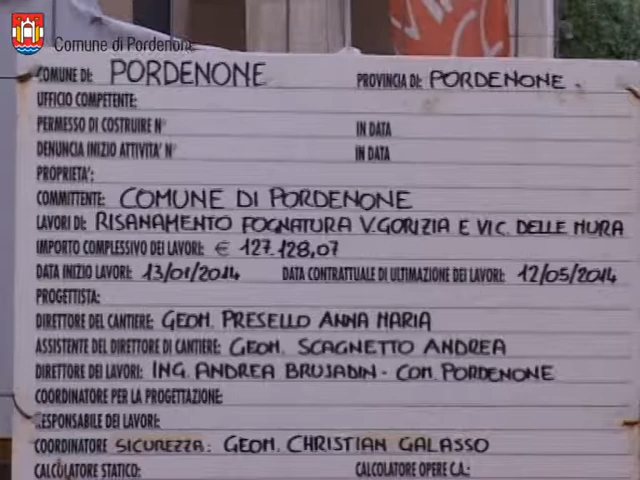 Comune di Pordenone
COMUNE DI: PORDENONE PROVINCIA DI: PORDENONE.
UFFICIO COMPETENTE:
PERMESSO DI COSTRUIRE N° IN DATA
DENUNCIA INIZIO ATTIVITA' N° IN DATA
PROPRIETA':
COMMITTENTE: COMUNE DI PORDENONE
LAVORI DI: RISANAMENTO FOGNATURA V.GORIZIA E VIC. DELLE MURA
IMPORTO COMPLESSIVO DEI LAVORI: € 127.128,07
DATA INIZIO LAVORI: 13/01/2014 DATA CONTRATTUALE DI ULTIMAZIONE DEI LAVORI: 12/05/2014
PROGETTISTA:
DIRETTORE DEL CANTIERE: GEOM. PRESELLO ANNA MARIA
ASSISTENTE DEL DIRETTORE DI CANTIERE: GEOM. SCAGNETTO ANDREA
DIRETTORE DEI LAVORI: ING. ANDREA BRUSADIN - COM. PORDENONE
COORDINATORE PER LA PROGETTAZIONE:
RESPONSABILE DEI LAVORI:
COORDINATORE SICUREZZA: GEOM. CHRISTIAN GALASSO
CALCOLATORE STATICO: CALCOLATORE OPERE C.A.: